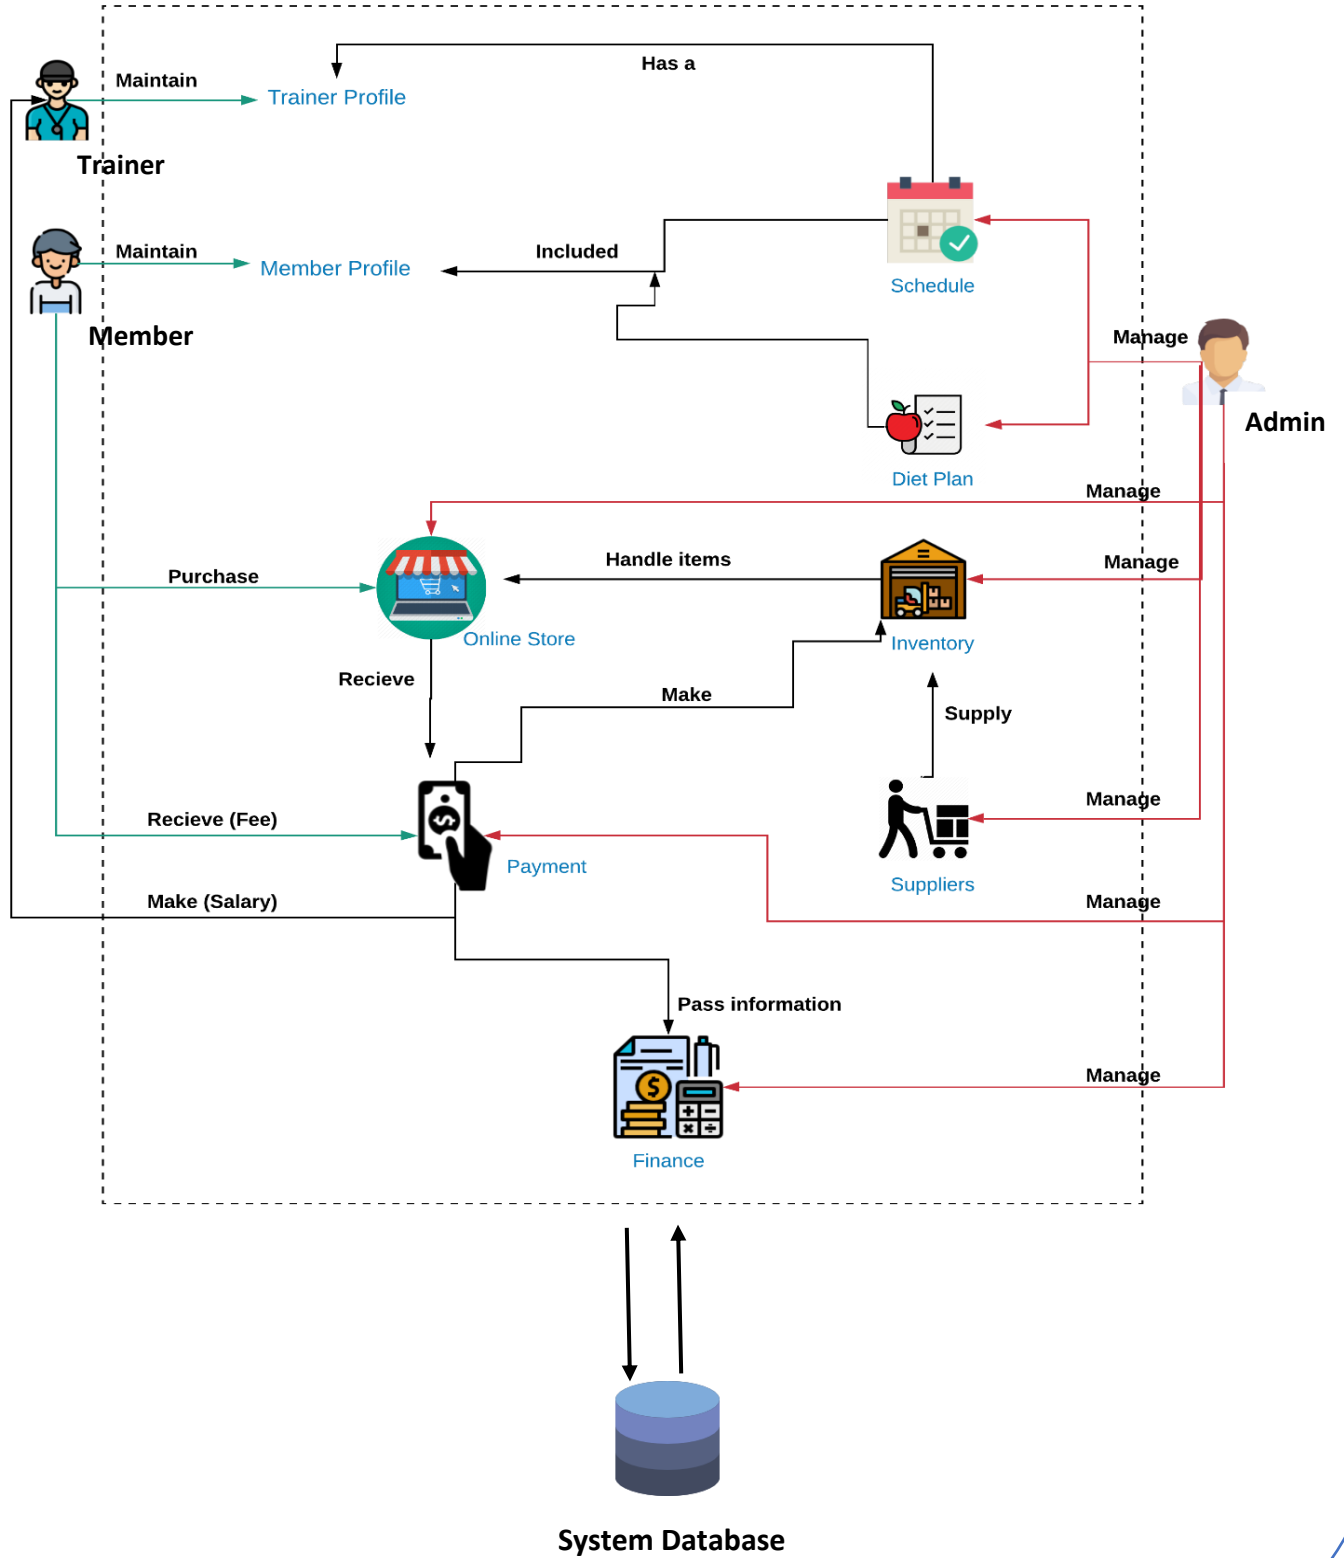 Has a
Maintain
Trainer Profile
Trainer
Maintain
Included
Member Profile
Schedule
Member
Manage
Admin
Diet Plan
Manage
Handle items
Manage
Purchase
Online Store
Inventory
Recieve
Make
Supply
Manage
Recieve (Fee)
Payment
Suppliers
Make (Salary)
Manage
Pass information
Manage
Finance
System Database